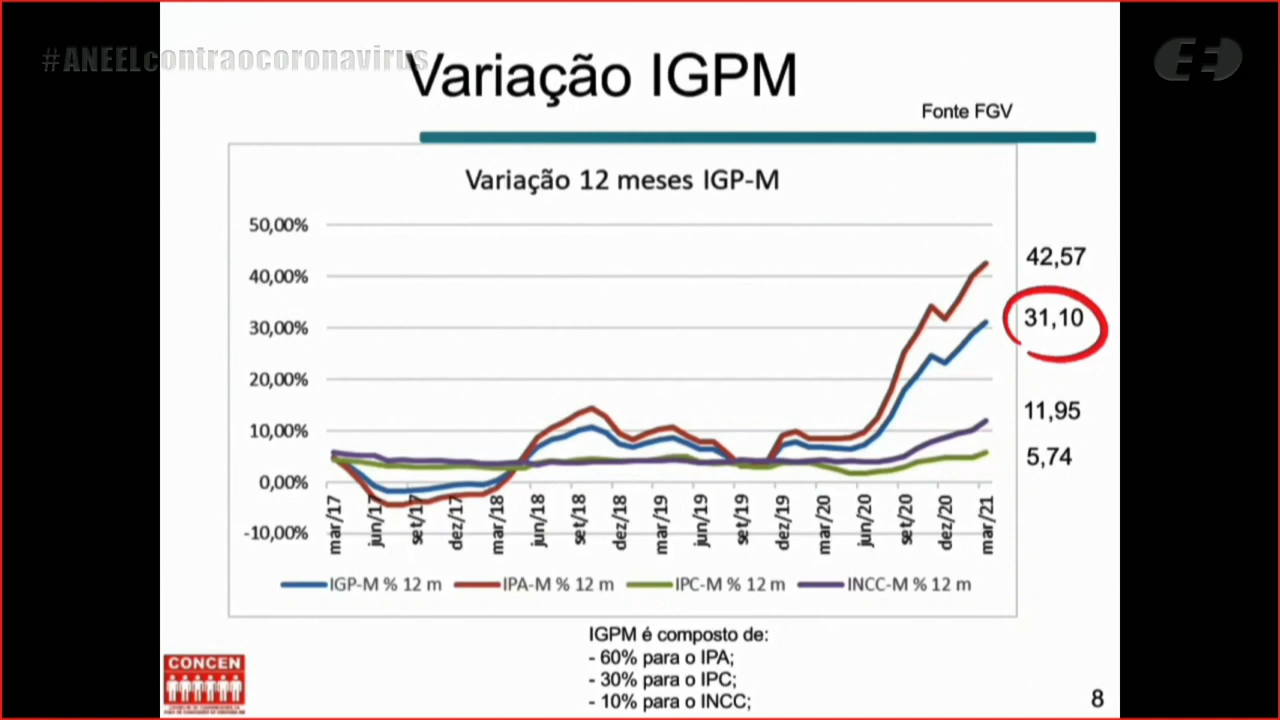 #ANEELcontraocoronavirus
Variação IGPM
Fonte FGV
Variação 12 meses IGP-M
50,00%
40,00%
30,00%
20,00%
10,00%
0,00%
-10,00%
42,57
31,10
11,95
5,74
mar/17
jun/17
set/17
dez/17
mar/18
jun/18
set/18
dez/18
mar/19
jun/19
set/19
dez/19
mar/20
jun/20
set/20
dez/20
mar/21
IGP-M % 12 m
IPA-M % 12 m
IPC-M % 12 m
INCC-M % 12 m
IGPM é composto de:
- 60% para o IPA;
- 30% para o IPC;
- 10% para o INCC;
CONCEN
8